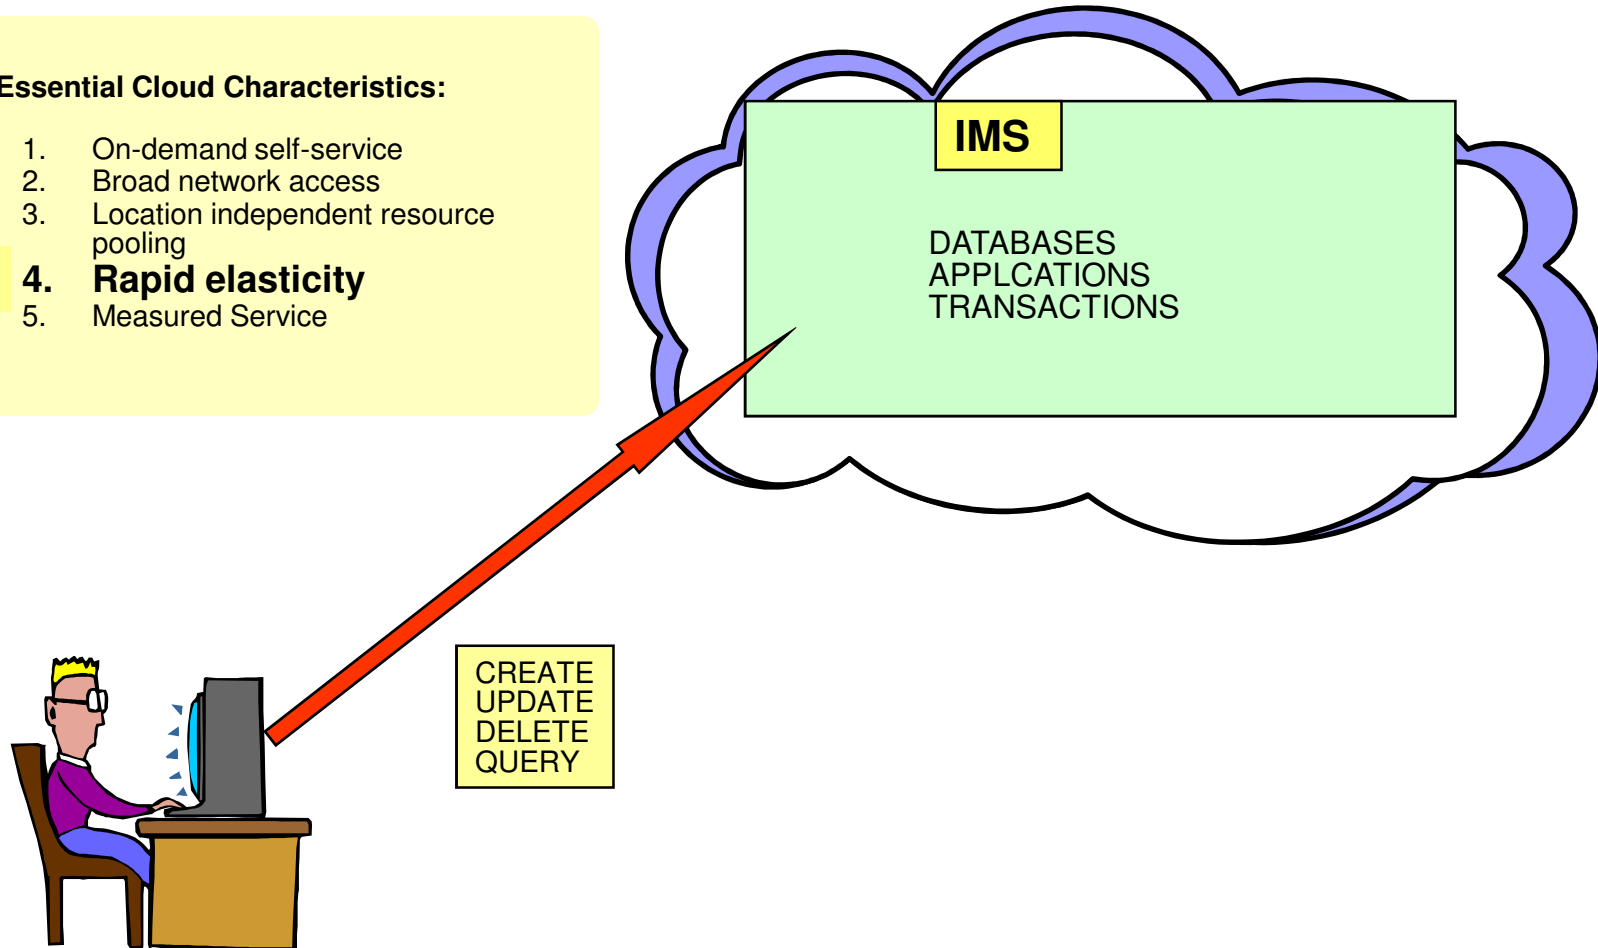 Essential Cloud Characteristics:
1. On-demand self-service
2. Broad network access
3. Location independent resource
pooling
4. Rapid elasticity
5. Measured Service
IMS
DATABASES
APPLCATIONS
TRANSACTIONS
CREATE
UPDATE
DELETE
QUERY